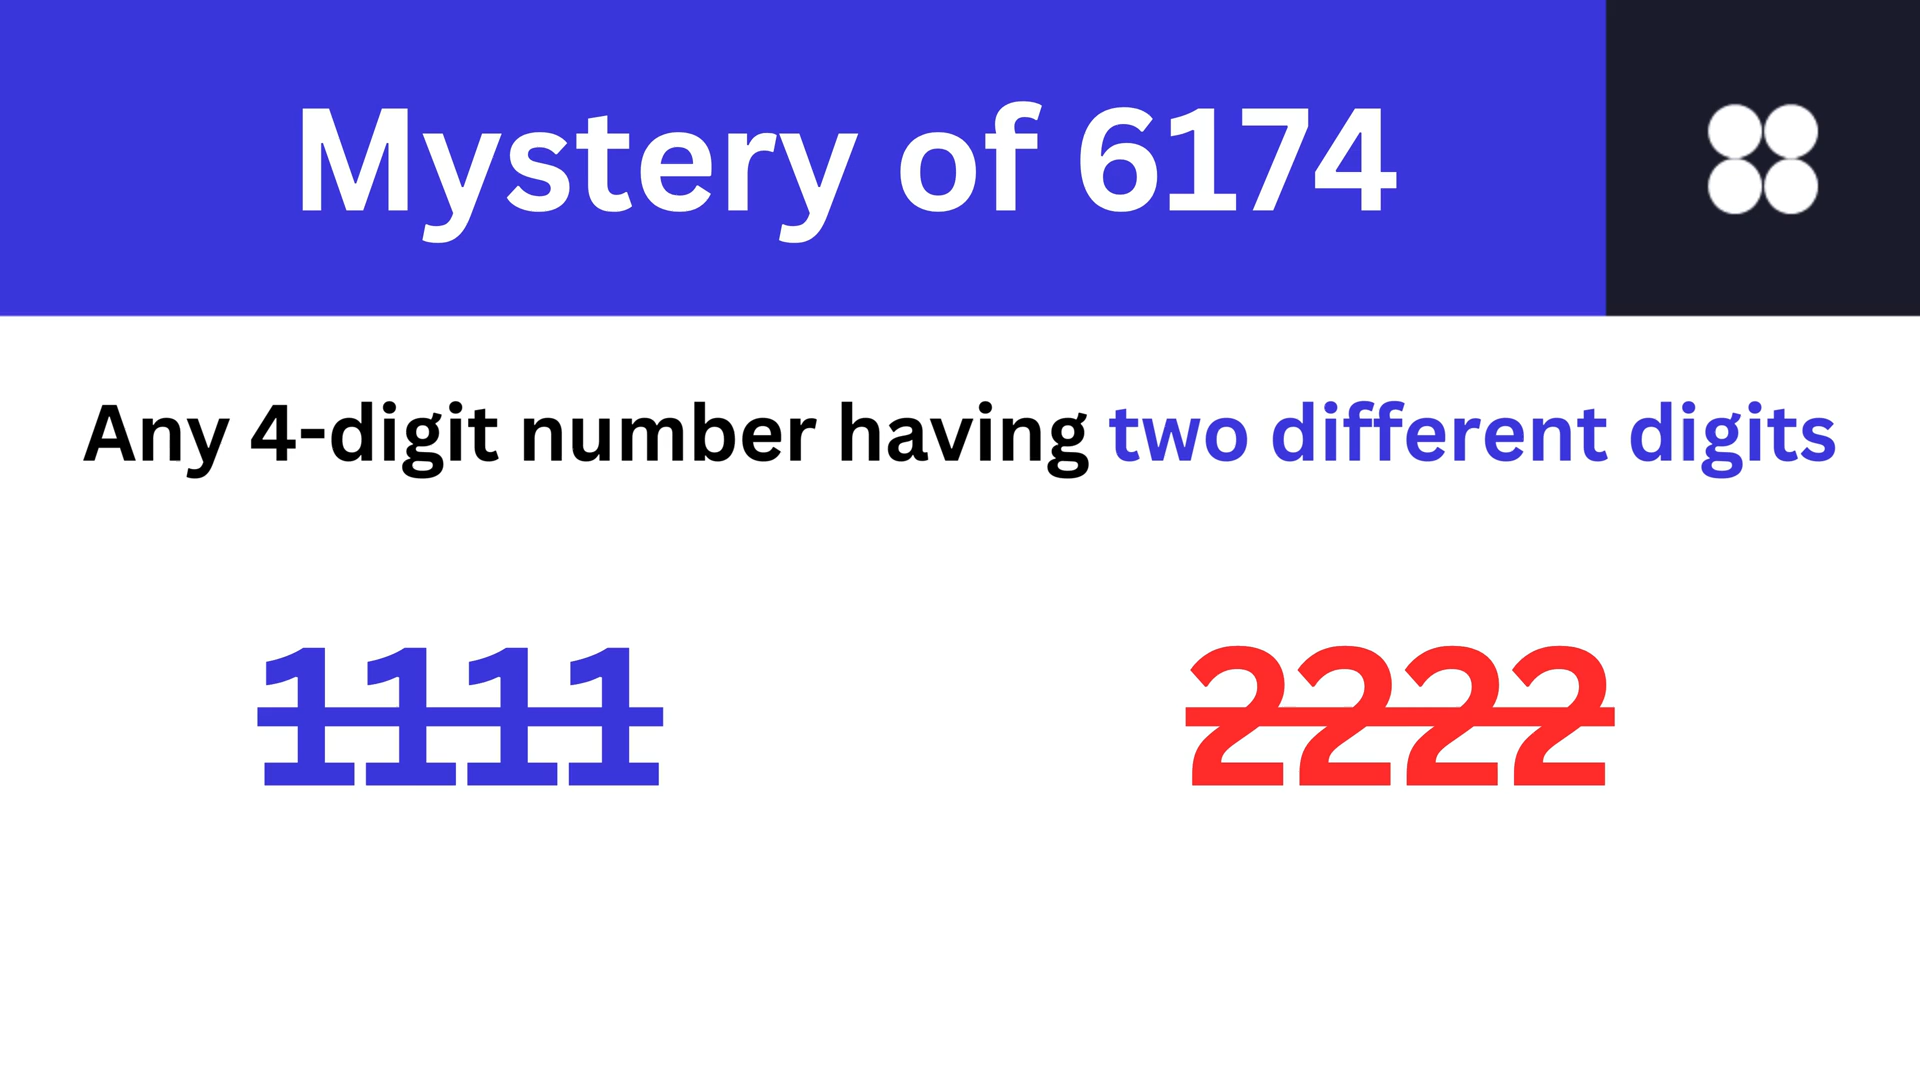 Mystery of 6174
Any 4-digit number having two different digits
1111 2222